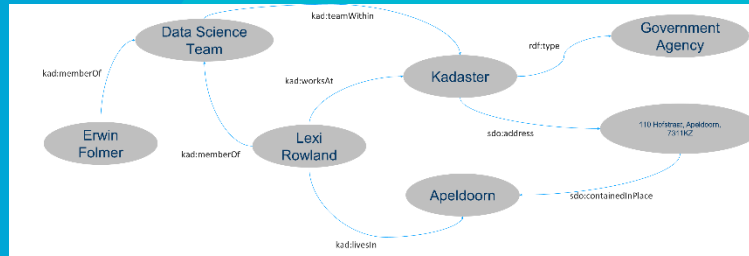 kad:teamWithin
Data Science
Team
Government
Agency
rdf:type
kad:memberOf
kad:worksAt
Kadaster
Erwin
Folmer
kad:memberOf
Lexi
Rowland
sdo:address
110 Hofstraat, Apeldoorn,
7311KZ
Apeldoorn
sdo:containedInPlace
kad:livesIn